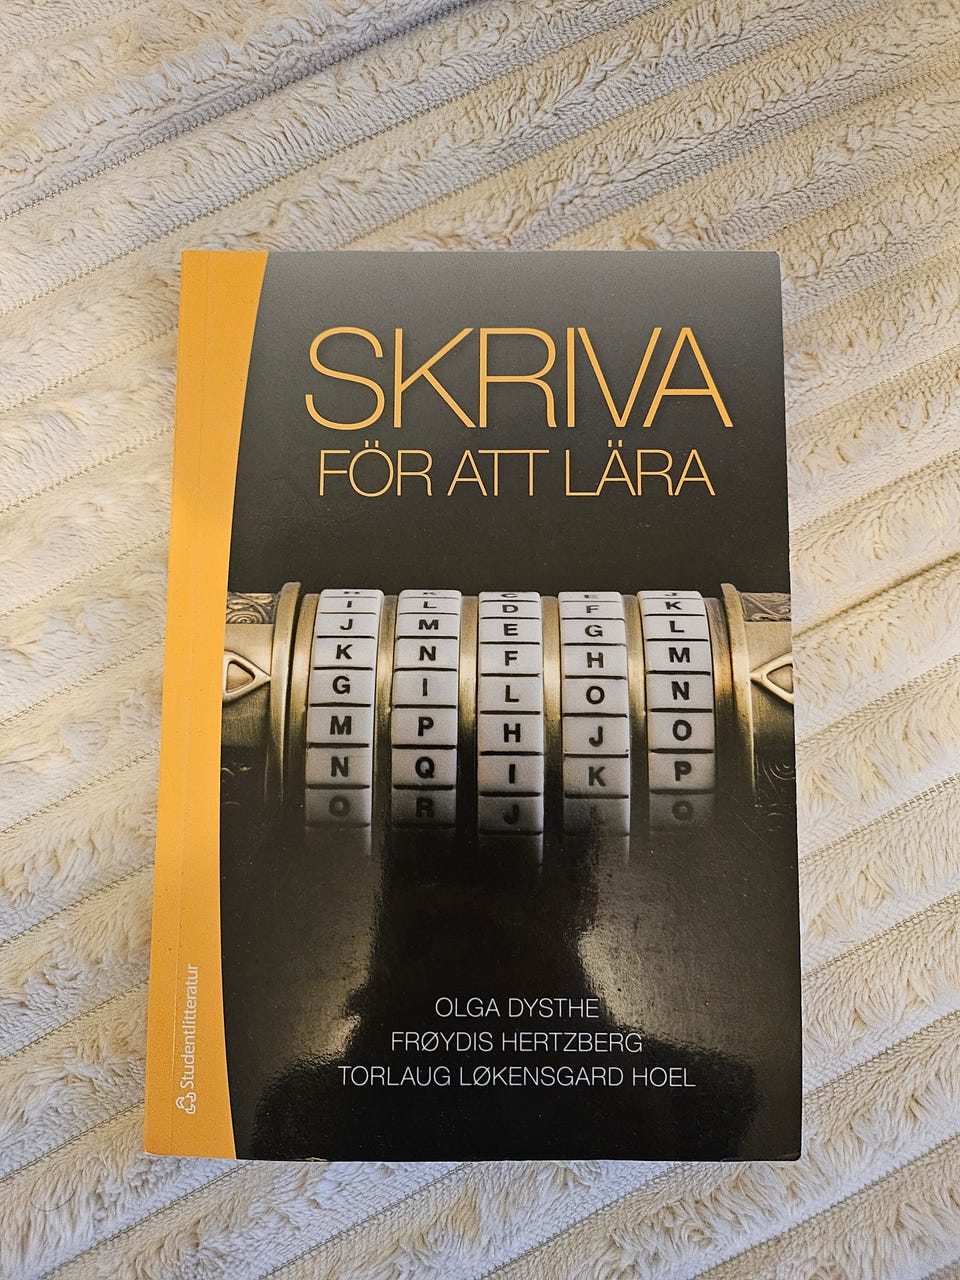 SKRIVA
FÖR ATT LÄRA
H K C E J
I L D F K
J M E G L
K N F H M
G I L O N
M P H J O
N Q I K P
O R J L Q
OLGA DYSTHE
FRØYDIS HERTZBERG
TORLAUG LØKENSGARD HOEL
Studentlitteratur